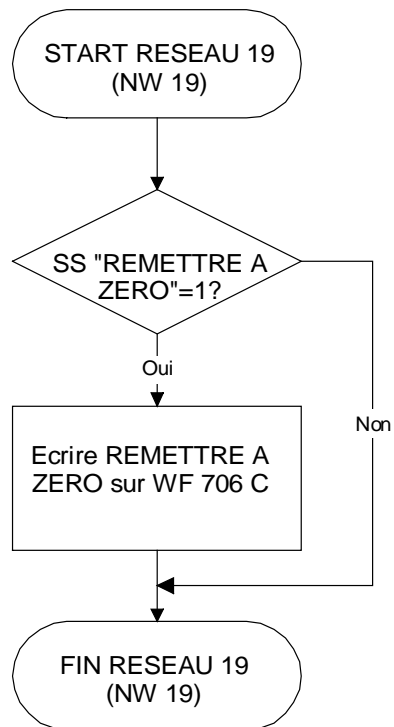 START RESEAU 19
(NW 19)
SS "REMETTRE A
ZERO"=1?
Oui
Non
Ecrire REMETTRE A
ZERO sur WF 706 C
FIN RESEAU 19
(NW 19)